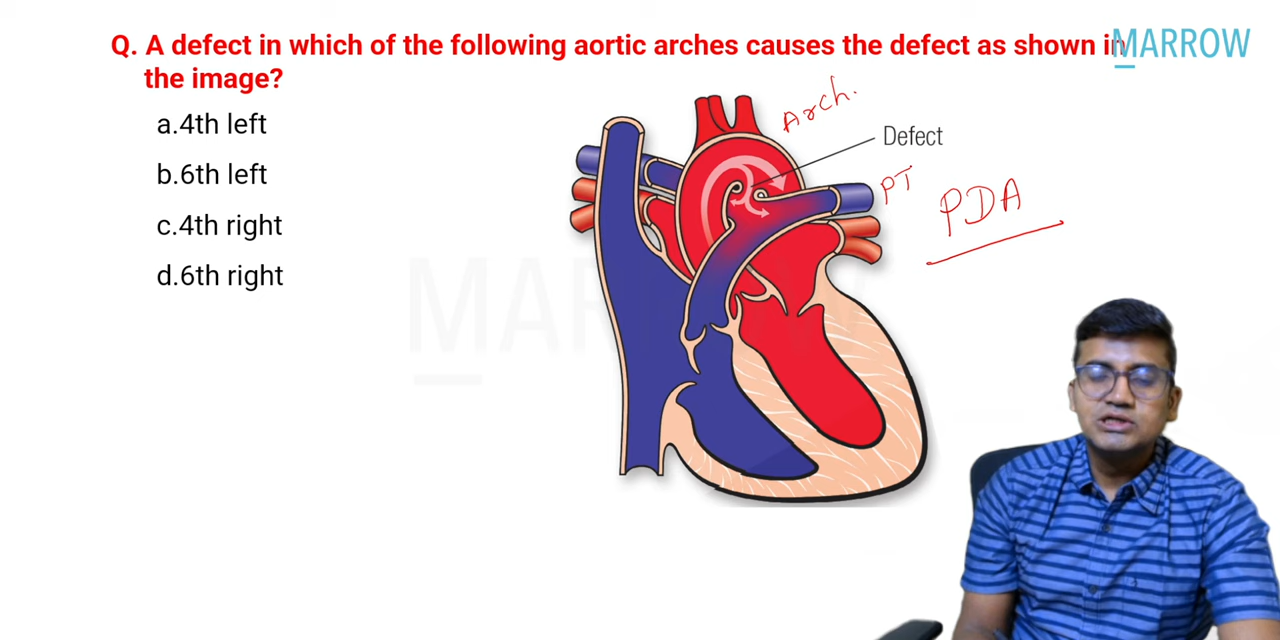 Q. A defect in which of the following aortic arches causes the defect as shown in
the image?
MARROW
a.4th left
b.6th left
c.4th right
d.6th right
Arch.
Defect
PT
PDA
MARROW